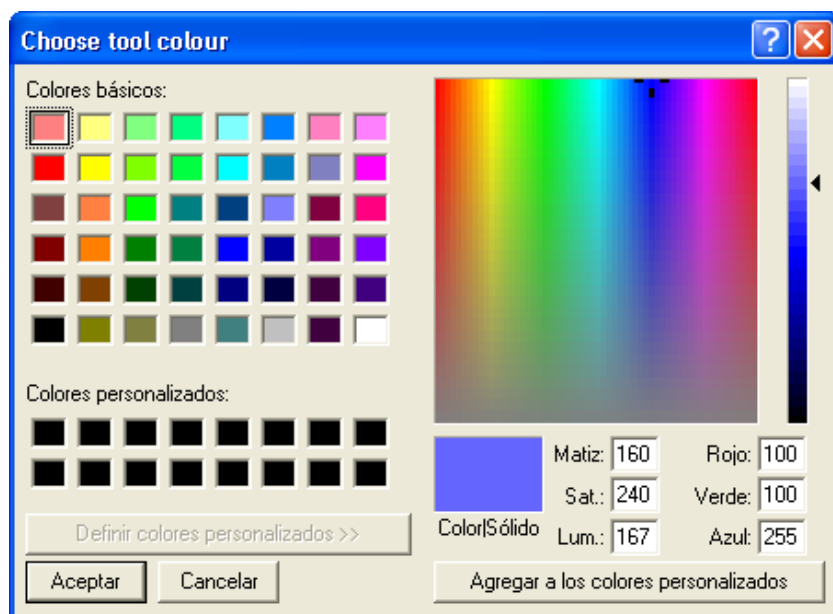 Choose tool colour
Colores básicos:
Colores personalizados:
Definir colores personalizados >>
Aceptar Cancelar
Color|Sólido
Matiz: 160 Rojo: 100
Sat.: 240 Verde: 100
Lum.: 167 Azul: 255
Agregar a los colores personalizados